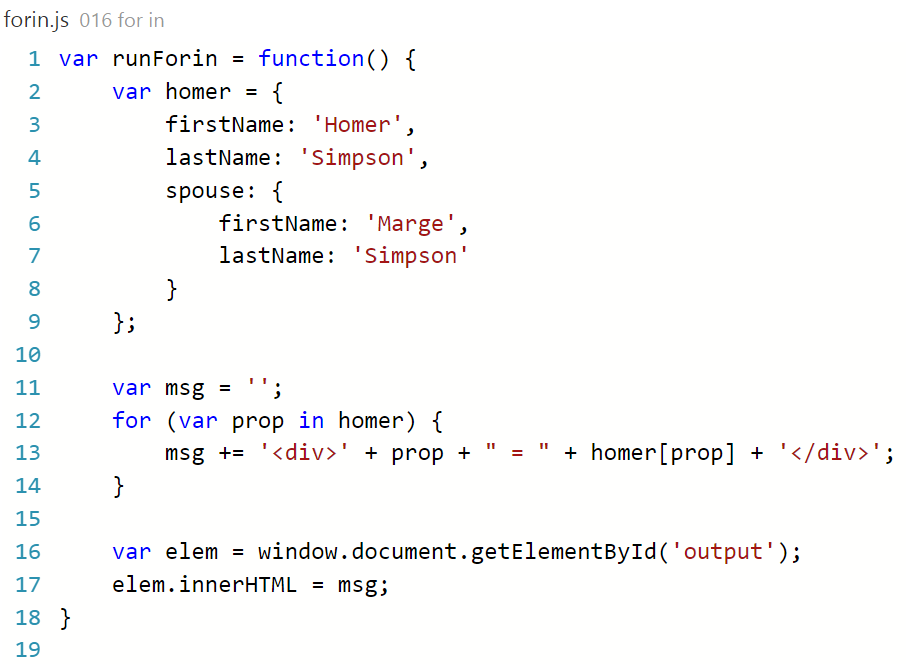 forin.js 016 for in
1 var runForin = function() {
2     var homer = {
3         firstName: 'Homer',
4         lastName: 'Simpson',
5         spouse: {
6             firstName: 'Marge',
7             lastName: 'Simpson'
8         }
9     };
10
11     var msg = '';
12     for (var prop in homer) {
13         msg += '<div>' + prop + " = " + homer[prop] + '</div>';
14     }
15
16     var elem = window.document.getElementById('output');
17     elem.innerHTML = msg;
18 }
19